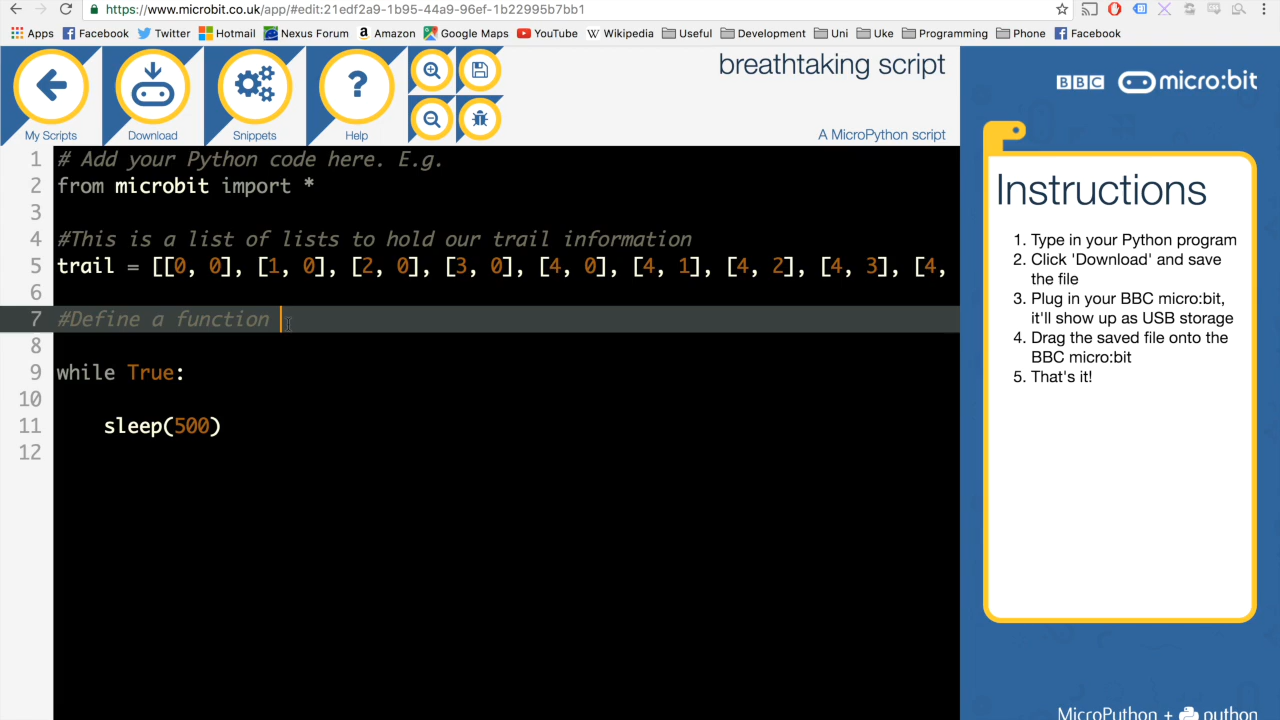 https://www.microbit.co.uk/app/#edit:21edf2a9-1b95-44a9-96ef-1b22995b7bb1
Apps Facebook Twitter Hotmail Nexus Forum Amazon Google Maps YouTube Wikipedia Useful Development Uni Uke Programming Phone Facebook
My Scripts Download Snippets Help
breathtaking script
A MicroPython script
1 # Add your Python code here. E.g.
2 from microbit import *
3
4 #This is a list of lists to hold our trail information
5 trail = [[0, 0], [1, 0], [2, 0], [3, 0], [4, 0], [4, 1], [4, 2], [4, 3], [4,
6
7 #Define a function
8
9 while True:
10
11 sleep(500)
12
BBC micro:bit
Instructions
1. Type in your Python program
2. Click 'Download' and save
the file
3. Plug in your BBC micro:bit,
it'll show up as USB storage
4. Drag the saved file onto the
BBC micro:bit
5. That's it!
MicroPython + python